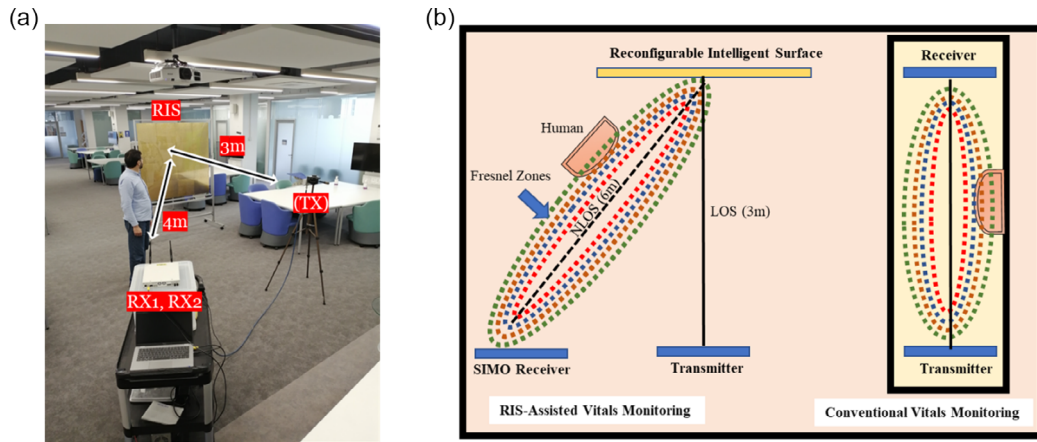 (a)
RIS
3m
(TX)
4m
RX1, RX2
(b)
Reconfigurable Intelligent Surface
Human
Fresnel Zones
NLOS (6m)
LOS (3m)
SIMO Receiver
Transmitter
RIS-Assisted Vitals Monitoring
Receiver
Transmitter
Conventional Vitals Monitoring